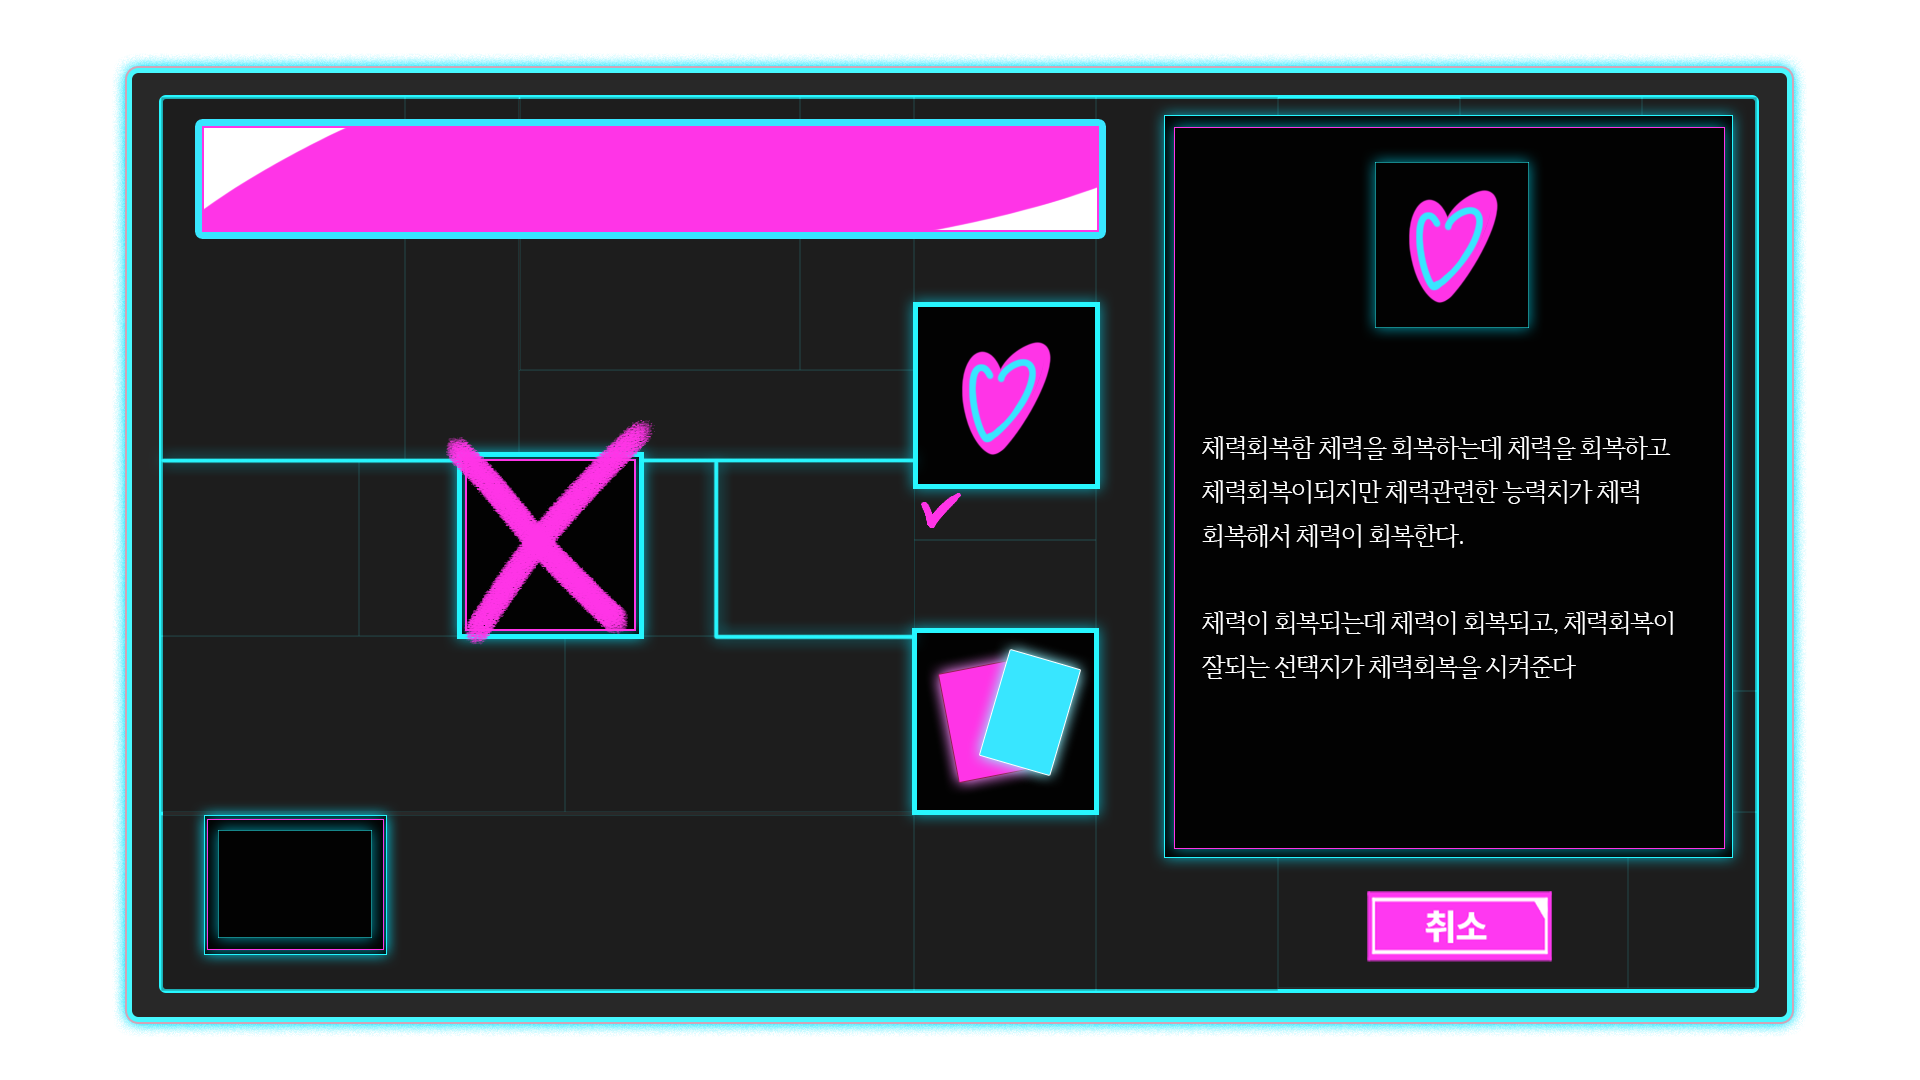 체력회복함 체력을 회복하는데 체력을 회복하고
체력회복이되지만 체력관련한 능력치가 체력
회복해서 체력이 회복한다.
체력이 회복되는데 체력이 회복되고, 체력회복이
잘되는 선택지가 체력회복을 시켜준다
취소